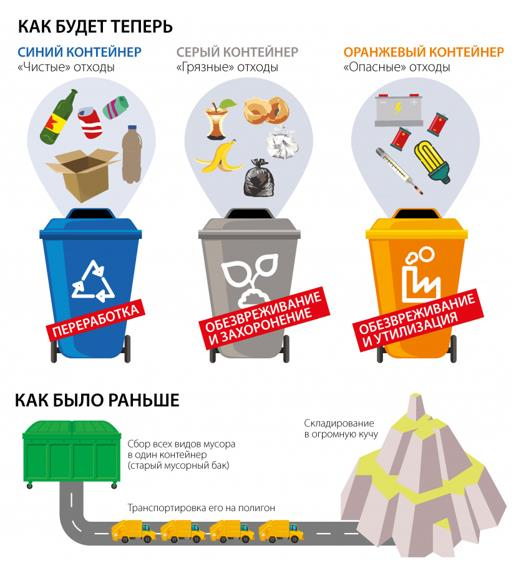 КАК БУДЕТ ТЕПЕРЬ
СИНИЙ КОНТЕЙНЕР
«Чистые» отходы
СЕРЫЙ КОНТЕЙНЕР
«Грязные» отходы
ОРАНЖЕВЫЙ КОНТЕЙНЕР
«Опасные» отходы
ПЕРЕРАБОТКА
ОБЕЗВРЕЖИВАНИЕ
И ЗАХОРОНЕНИЕ
ОБЕЗВРЕЖИВАНИЕ
И УТИЛИЗАЦИЯ
КАК БЫЛО РАНЬШЕ
Сбор всех видов мусора
в один контейнер
(старый мусорный бак)
Складирование
в огромную кучу
Транспортировка его на полигон